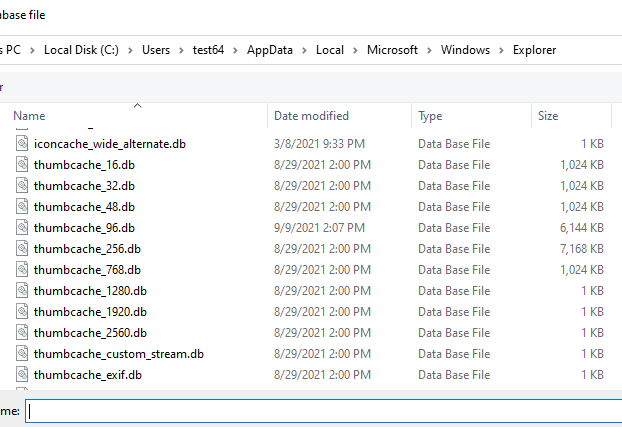 abase file
s PC > Local Disk (C:) > Users > test64 > AppData > Local > Microsoft > Windows > Explorer
r
Name Date modified Type Size
iconcache_wide_alternate.db 3/8/2021 9:33 PM Data Base File 1 KB
thumbcache_16.db 8/29/2021 2:00 PM Data Base File 1,024 KB
thumbcache_32.db 8/29/2021 2:00 PM Data Base File 1,024 KB
thumbcache_48.db 8/29/2021 2:00 PM Data Base File 1,024 KB
thumbcache_96.db 9/9/2021 2:07 PM Data Base File 6,144 KB
thumbcache_256.db 8/29/2021 2:00 PM Data Base File 7,168 KB
thumbcache_768.db 8/29/2021 2:00 PM Data Base File 1,024 KB
thumbcache_1280.db 8/29/2021 2:00 PM Data Base File 1 KB
thumbcache_1920.db 8/29/2021 2:00 PM Data Base File 1 KB
thumbcache_2560.db 8/29/2021 2:00 PM Data Base File 1 KB
thumbcache_custom_stream.db 8/29/2021 2:00 PM Data Base File 1 KB
thumbcache_exif.db 8/29/2021 2:00 PM Data Base File 1 KB
me: